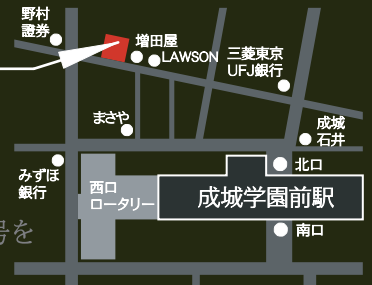 野村
證券
増田屋
LAWSON
三菱東京
UFJ銀行
まさや
成城
石井
みずほ
銀行
西口
ロータリー
北口
成城学園前駅
南口
号を